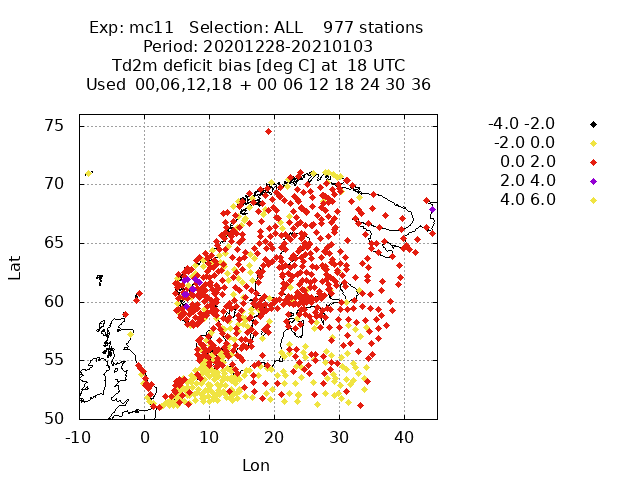 Exp: mc11   Selection: ALL    977 stations
Period: 20201228-20210103
Td2m deficit bias [deg C] at  18 UTC
Used  00,06,12,18 + 00 06 12 18 24 30 36
-4.0 -2.0
-2.0 0.0
0.0 2.0
2.0 4.0
4.0 6.0
75
70
65
60
55
50
Lat
-10 0 10 20 30 40
Lon